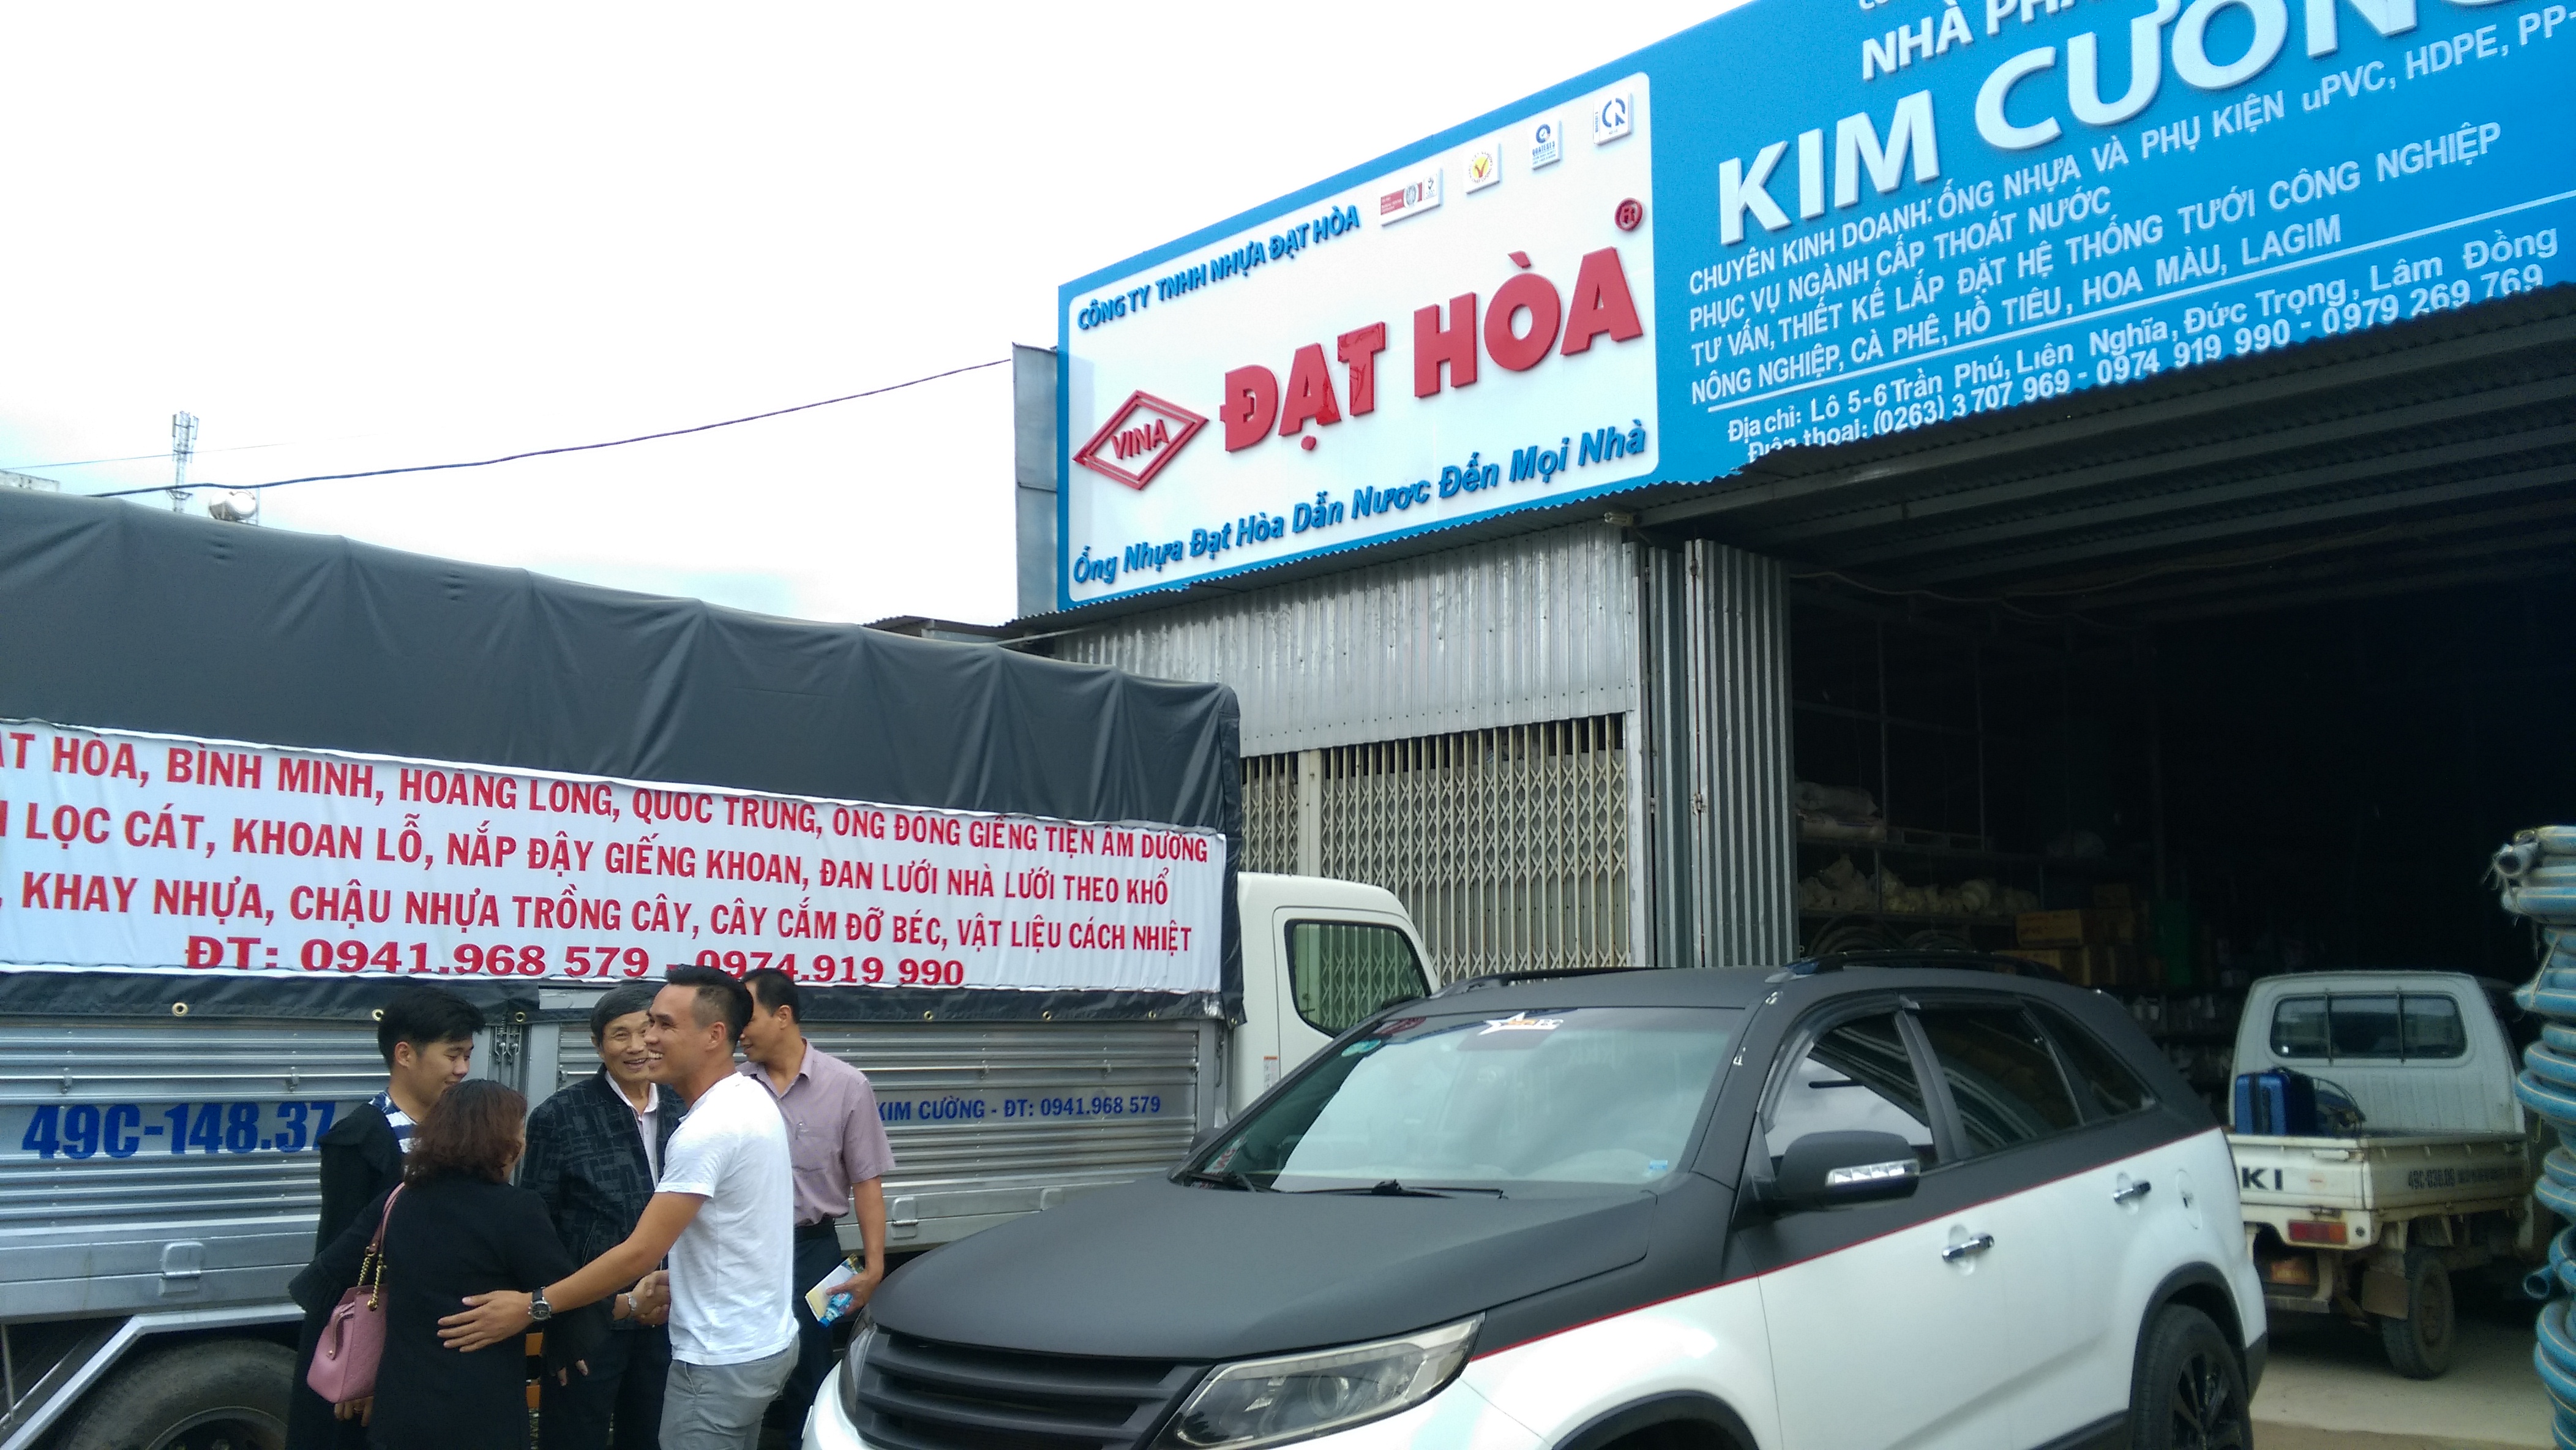 CÔNG TY TNHH NHỰA ĐẠT HÒA
VINA
ĐẠT HÒA ®
Ống Nhựa Đạt Hòa Dẫn Nươc Đến Mọi Nhà
NHÀ
KIM CƯƠNG
CHUYÊN KINH DOANH: ỐNG NHỰA VÀ PHỤ KIỆN uPVC, HDPE, PP-
PHỤC VỤ NGÀNH CẤP THOÁT NƯỚC
TƯ VẤN, THIẾT KẾ LẮP ĐẶT HỆ THỐNG TƯỚI CÔNG NGHIỆP
NÔNG NGHIỆP, CÀ PHÊ, HỒ TIÊU, HOA MÀU, LAGIM
Địa chỉ: Lô 5-6 Trần Phú, Liên Nghĩa, Đức Trọng, Lâm Đồng
Điện thoại: (0263) 3 707 969 - 0974 919 990 - 0979 269 769
ẠT HÒA, BÌNH MINH, HOÀNG LONG, QUỐC TRUNG, ỐNG ĐÓNG GIẾNG TIỆN ÂM DƯƠNG
LỌC CÁT, KHOAN LỖ, NẮP ĐẬY GIẾNG KHOAN, ĐAN LƯỚI NHÀ LƯỚI THEO KHỔ
, KHAY NHỰA, CHẬU NHỰA TRỒNG CÂY, CÂY CẮM ĐỠ BÉC, VẬT LIỆU CÁCH NHIỆT
ĐT: 0941.968 579 - 0974.919 990
49C-148.37
KIM CƯỜNG - ĐT: 0941.968 579
KI